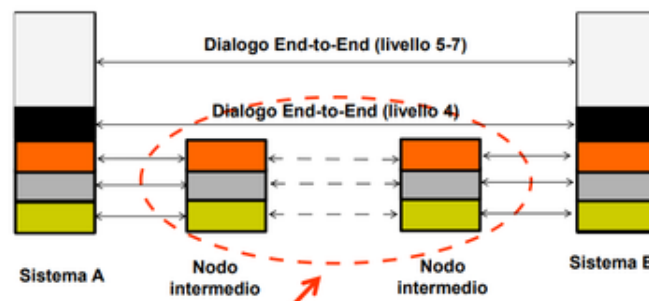 Dialogo End-to-End (livello 5-7)
Dialogo End-to-End (livello 4)
Sistema A
Nodo
intermedio
Nodo
intermedio
Sistema B